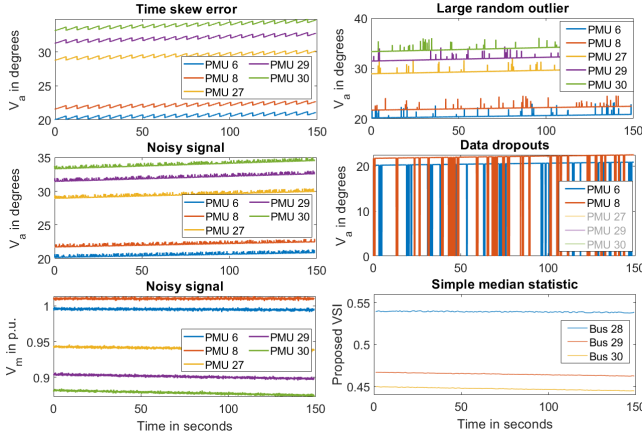 Time skew error
V_a in degrees
30
25
20
0
50
100
150
PMU 6
PMU 8
PMU 27
PMU 29
PMU 30
Large random outlier
V_a in degrees
40
30
20
0
50
100
150
PMU 6
PMU 8
PMU 27
PMU 29
PMU 30
Noisy signal
V_a in degrees
35
30
25
20
0
50
100
150
PMU 6
PMU 8
PMU 27
PMU 29
PMU 30
Data dropouts
V_a in degrees
20
10
0
0
50
100
150
PMU 6
PMU 8
PMU 27
PMU 29
PMU 30
Noisy signal
V_m in p.u.
1
0.95
0.9
0
50
100
150
PMU 6
PMU 8
PMU 27
PMU 29
PMU 30
Time in seconds
Simple median statistic
Proposed VSI
0.55
0.5
0.45
0
50
100
150
Bus 28
Bus 29
Bus 30
Time in seconds